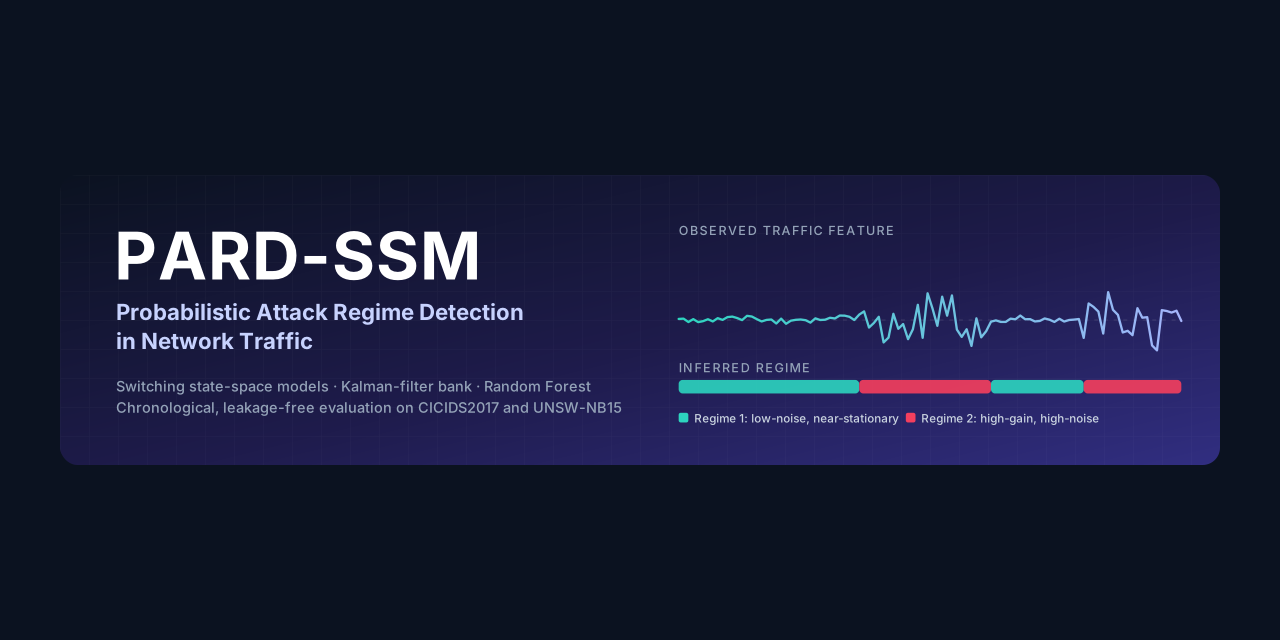 PARD-SSM
Probabilistic Attack Regime Detection
in Network Traffic
Switching state-space models · Kalman-filter bank · Random Forest
Chronological, leakage-free evaluation on CICIDS2017 and UNSW-NB15
OBSERVED TRAFFIC FEATURE
INFERRED REGIME
Regime 1: low-noise, near-stationary
Regime 2: high-gain, high-noise